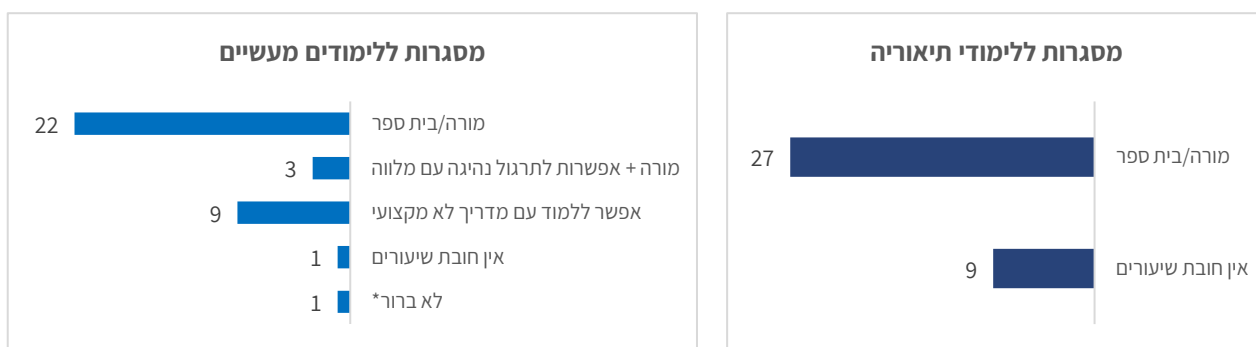 מסגרות ללימודי תיאוריה
מורה/בית ספר
27
אין חובת שיעורים
9
מסגרות ללימודים מעשיים
מורה/בית ספר
22
מורה + אפשרות לתרגול נהיגה עם מלווה
3
אפשר ללמוד עם מדריך לא מקצועי
9
אין חובת שיעורים
1
לא ברור*
1